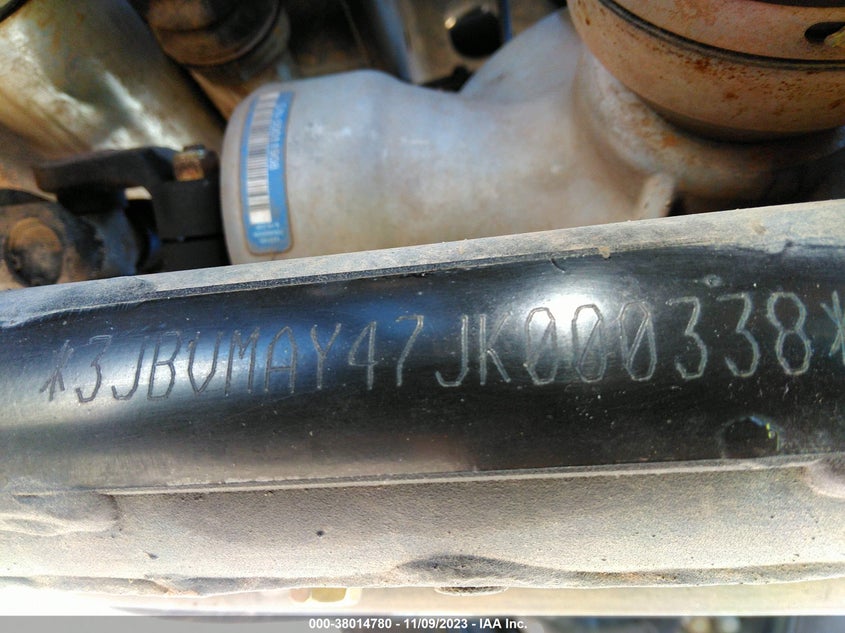 *3JBVMAY47JK000338*
000-38014780 - 11/09/2023 - IAA Inc.